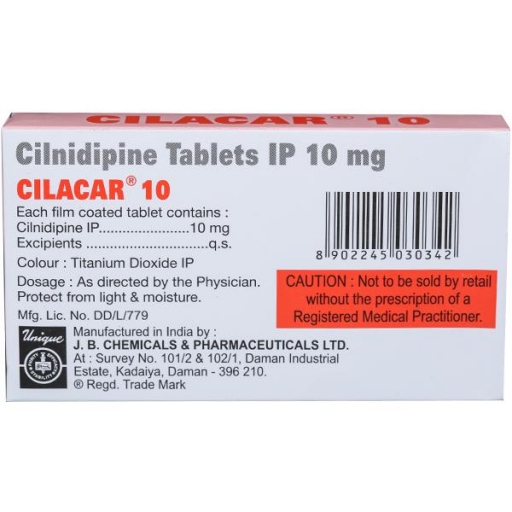 CILACAR® 10
Cilnidipine Tablets IP 10 mg
CILACAR® 10
Each film coated tablet contains :
Cilnidipine IP......................10 mg
Excipients ...........................q.s.
Colour : Titanium Dioxide IP
Dosage : As directed by the Physician.
Protect from light & moisture.
Mfg. Lic. No. DD/L/779
8 902245 030342
CAUTION : Not to be sold by retail
without the prescription of a
Registered Medical Practitioner.
Unique
Manufactured in India by :
J. B. CHEMICALS & PHARMACEUTICALS LTD.
At : Survey No. 101/2 & 102/1, Daman Industrial
Estate, Kadaiya, Daman - 396 210.
® Regd. Trade Mark